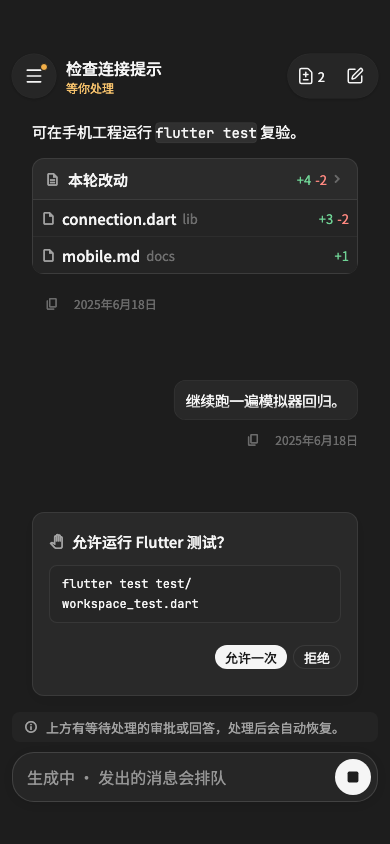 检查连接提示
2
等你处理
可在手机工程运行 flutter test 复验。
本轮改动 +4 -2
connection.dart lib +3 -2
mobile.md docs +1
2025年6月18日
继续跑一遍模拟器回归。
2025年6月18日
允许运行 Flutter 测试？
flutter test test/
workspace_test.dart
允许一次 拒绝
上方有等待处理的审批或回答，处理后会自动恢复。
生成中 · 发出的消息会排队